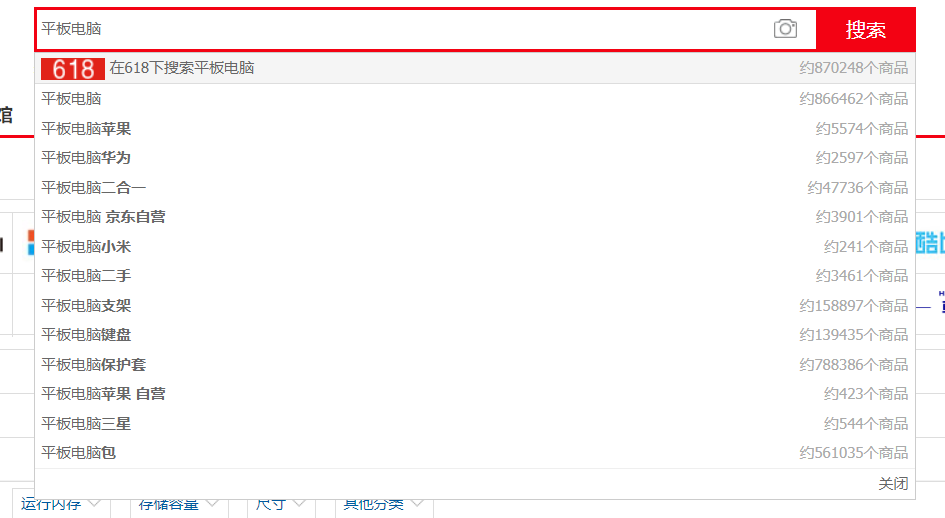 平板电脑
搜索
618 在618下搜索平板电脑 约870248个商品
平板电脑 约866462个商品
馆
平板电脑苹果 约5574个商品
平板电脑华为 约2597个商品
平板电脑二合一 约47736个商品
平板电脑 京东自营 约3901个商品
平板电脑小米 约241个商品
平板电脑二手 约3461个商品
平板电脑支架 约158897个商品
平板电脑键盘 约139435个商品
平板电脑保护套 约788386个商品
平板电脑苹果 自营 约423个商品
平板电脑三星 约544个商品
平板电脑包 约561035个商品
关闭
运行内存 存储容量 尺寸 其他分类